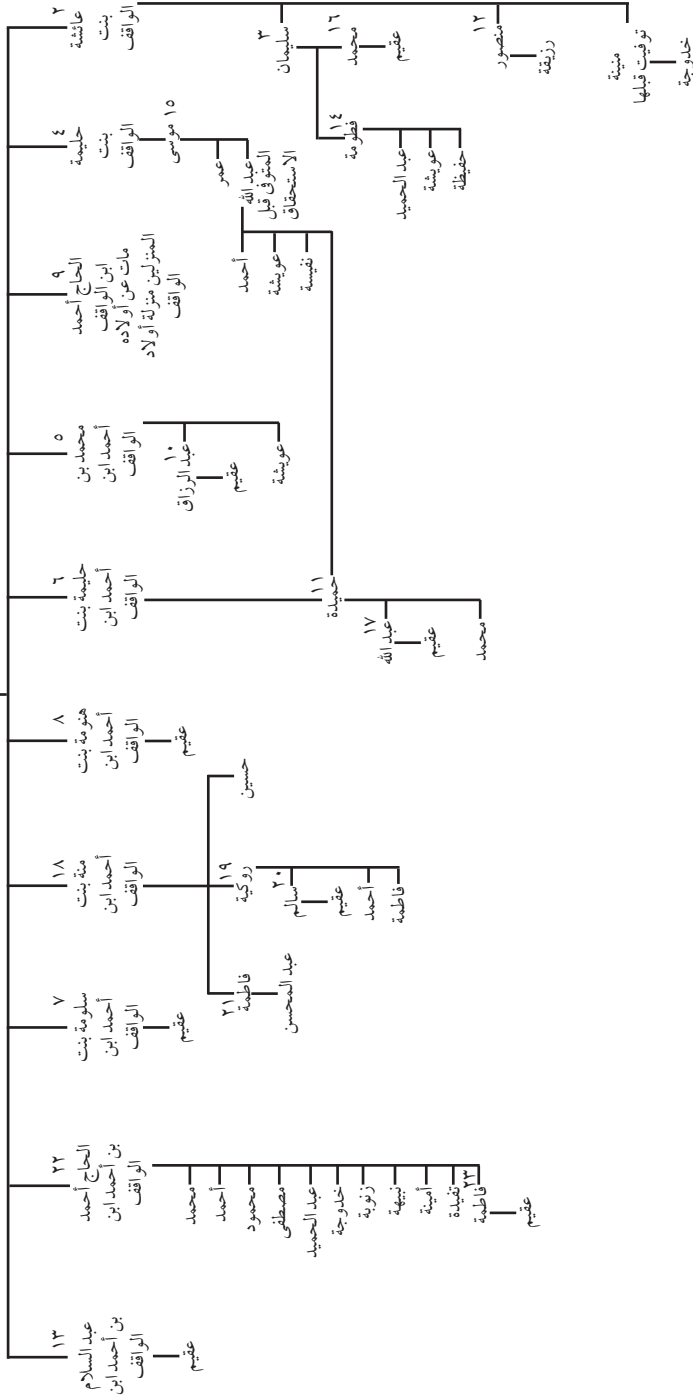 ٢
عائشة
بنت
الواقف
٣
سليمان
١٦
محمد
عقيم
١٤
فطومة
عبد الحميد
عويشة
حفيظة
١٢
منصور
رزيقة
منينة
توفيت قبلها
خدوجة
٤
حليمة
بنت
الواقف
١٥ موسى
عمر
عبد الله
المتوفى قبل
الاستحقاق
أحمد
عويشة
نفيسة
٩
الحاج أحمد
ابن الواقف
مات عن أولاده
المنزلين منزلة أولاد
الواقف
٥
محمد بن
أحمد ابن
الواقف
١٠
عبد الرزاق
عقيم
عويشة
٦
حليمة بنت
أحمد ابن
الواقف
١١
حميدة
١٧
عبد الله
عقيم
محمد
٨
هنومة بنت
أحمد ابن
الواقف
عقيم
١٨
منة بنت
أحمد ابن
الواقف
حسين
١٩
روكية
٢٠
سالم
عقيم
أحمد
فاطمة
٢١
فاطمة
عبد المحسن
٧
سلومة بنت
أحمد ابن
الواقف
عقيم
٢٢
الحاج أحمد
بن أحمد ابن
الواقف
محمد
أحمد
محمود
مصطفى
عبد الحميد
خدوجة
زنوبة
نبيهة
أمينة
تفيدة
٢٣
فاطمة
عقيم
١٣
عبد السلام
بن أحمد ابن
الواقف
عقيم